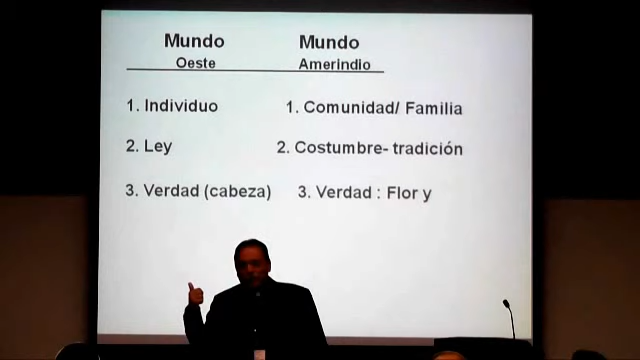 Mundo Mundo
Oeste Amerindio
1. Individuo 1. Comunidad/ Familia
2. Ley 2. Costumbre- tradición
3. Verdad (cabeza) 3. Verdad : Flor y